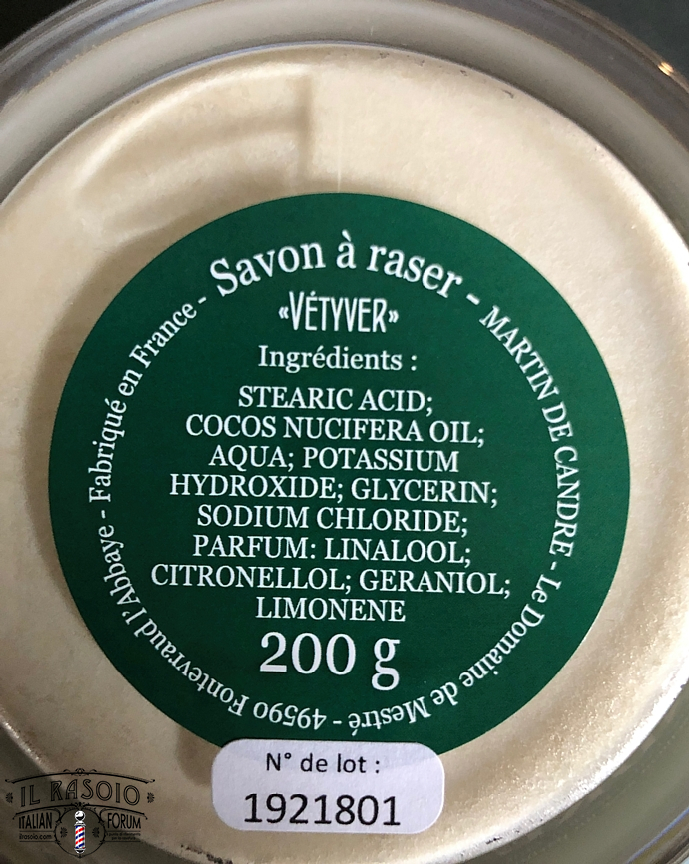 Savon à raser - MARTIN DE CANDRE - Le Domaine de Mestré - 49590 Fontevraud l'Abbaye - Fabriqué en France -
«VÉTYVER»
Ingrédients :
STEARIC ACID;
COCOS NUCIFERA OIL;
AQUA; POTASSIUM
HYDROXIDE; GLYCERIN;
SODIUM CHLORIDE;
PARFUM: LINALOOL;
CITRONELLOL; GERANIOL;
LIMONENE
200 g
N° de lot :
1921801
IL RASOIO
ITALIAN FORUM
ilrasoio.com